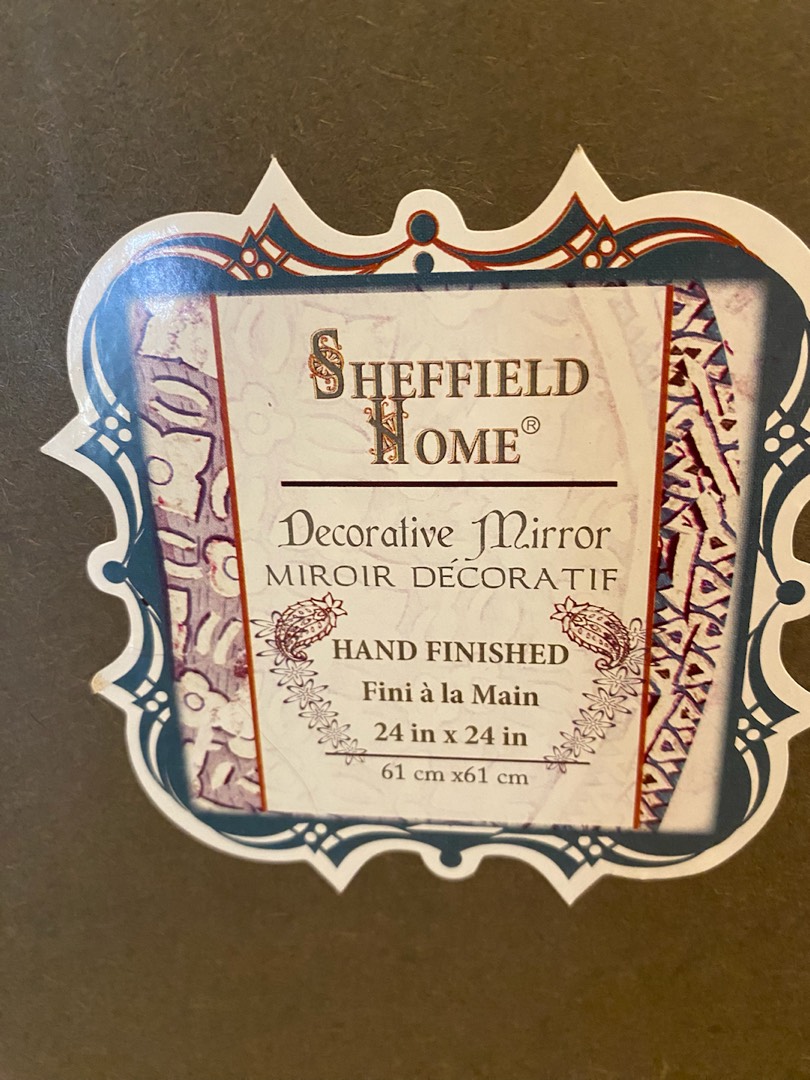 SHEFFIELD
HOME®
Decorative Mirror
MIROIR DÉCORATIF
HAND FINISHED
Fini à la Main
24 in x 24 in
61 cm x61 cm